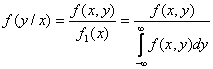 f(y/x) = f(x,y) / f₁(x) = f(x,y) / ∫_{-∞}^{∞} f(x,y)dy